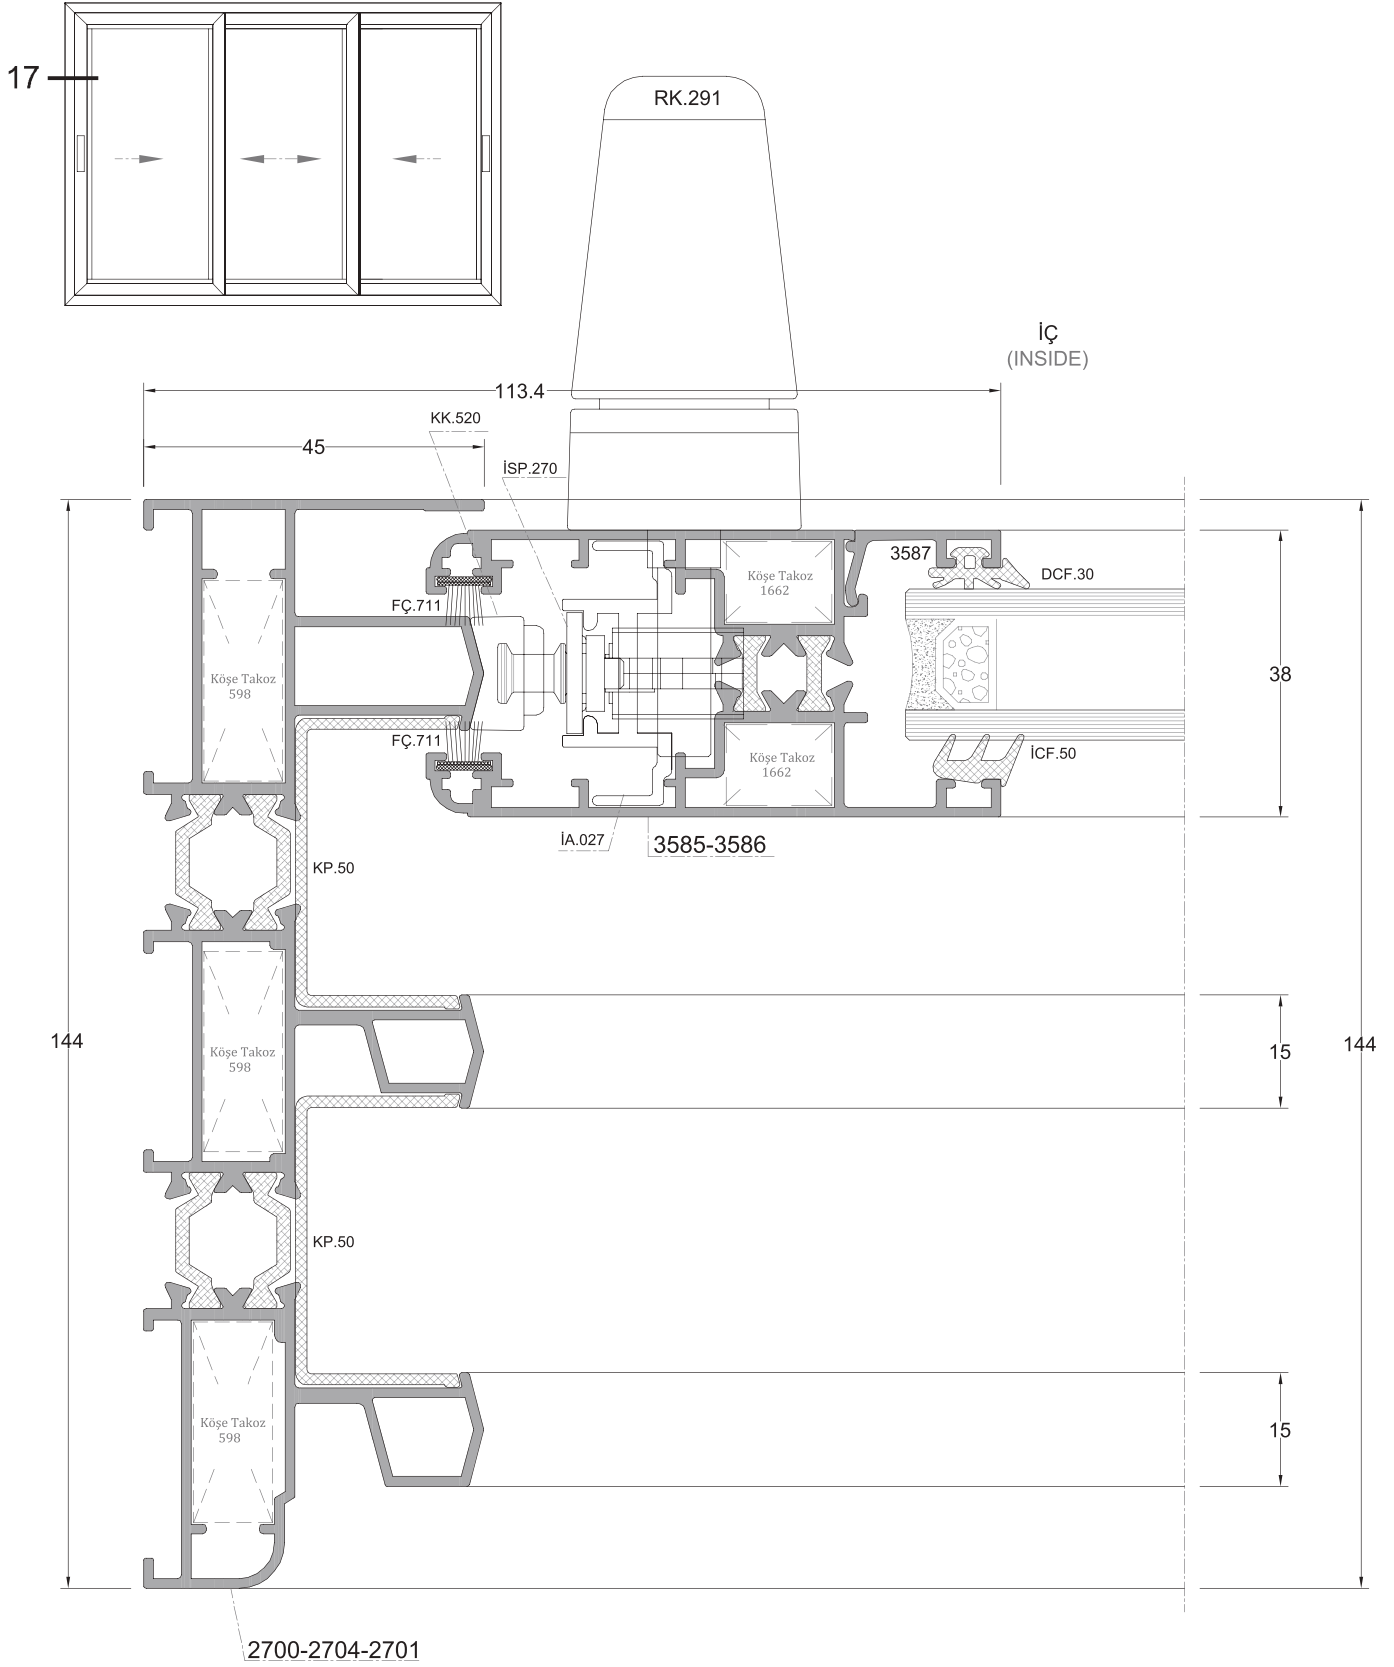 17
RK.291
İÇ
(INSIDE)
113.4
KK.520
45
İSP.270
3587
DCF.30
Köşe Takoz
1662
FÇ.711
Köşe Takoz
598
38
FÇ.711
Köşe Takoz
1662
İCF.50
İA.027
3585-3586
KP.50
144
Köşe Takoz
598
15
144
KP.50
Köşe Takoz
598
15
2700-2704-2701